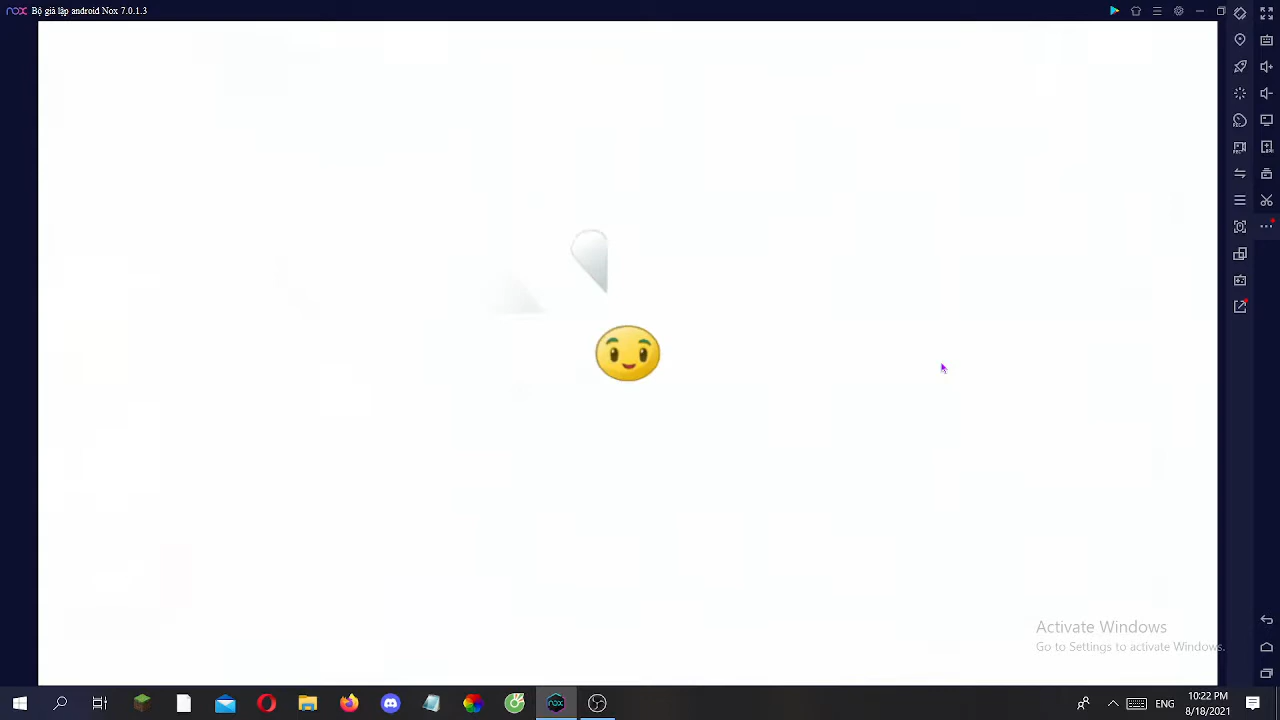 nox Bộ giả lập android Nox 7.0.1.3
Activate Windows
Go to Settings to activate Windows.
nox
ENG
10:22 PM
8/18/2021